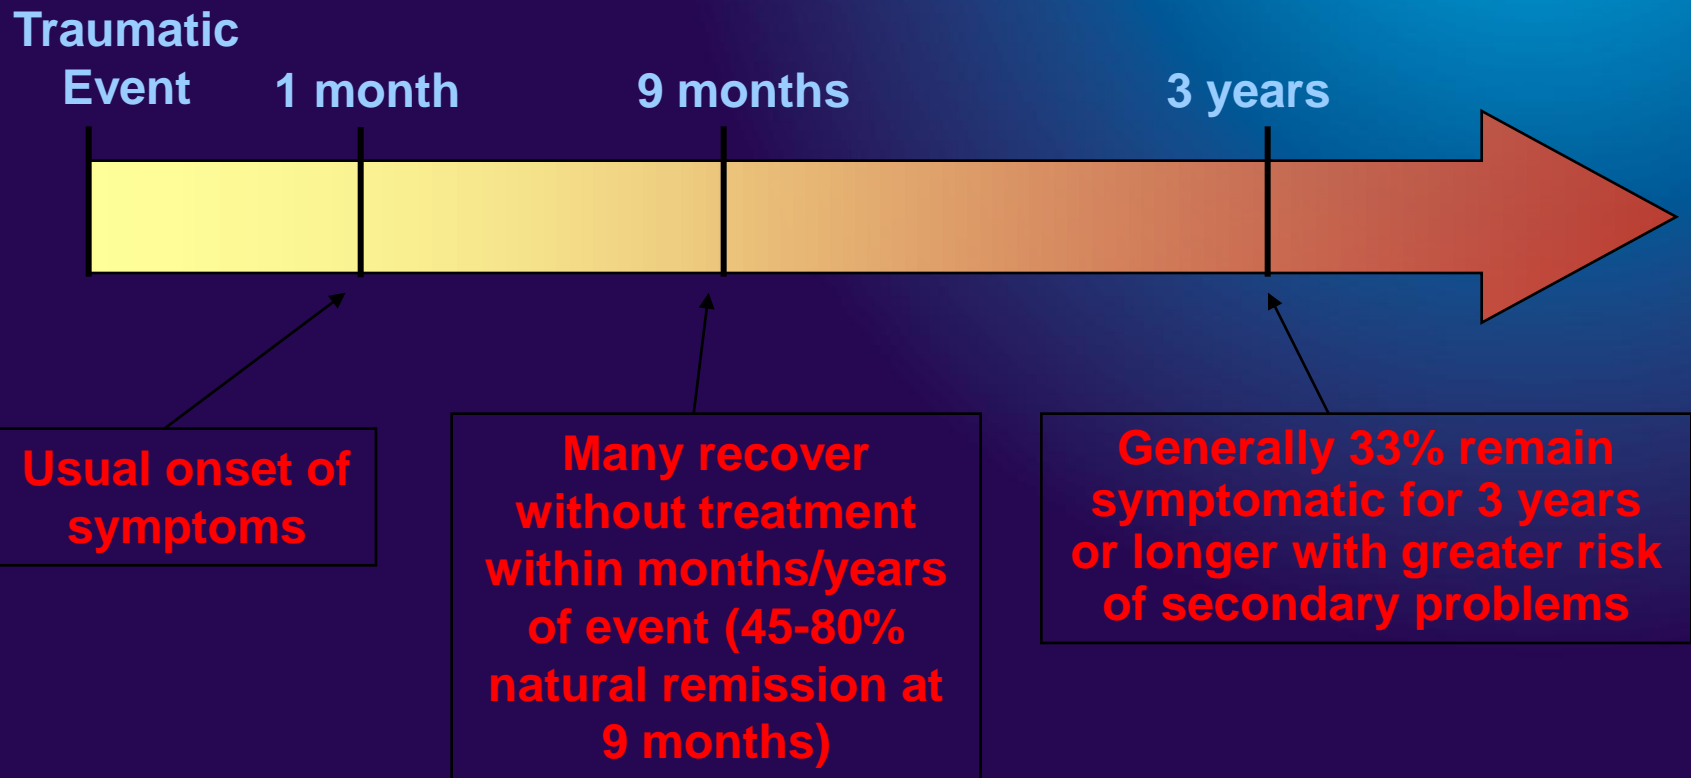 Traumatic
Event
1 month
9 months
3 years
Usual onset of
symptoms
Many recover
without treatment
within months/years
of event (45-80%
natural remission at
9 months)
Generally 33% remain
symptomatic for 3 years
or longer with greater risk
of secondary problems